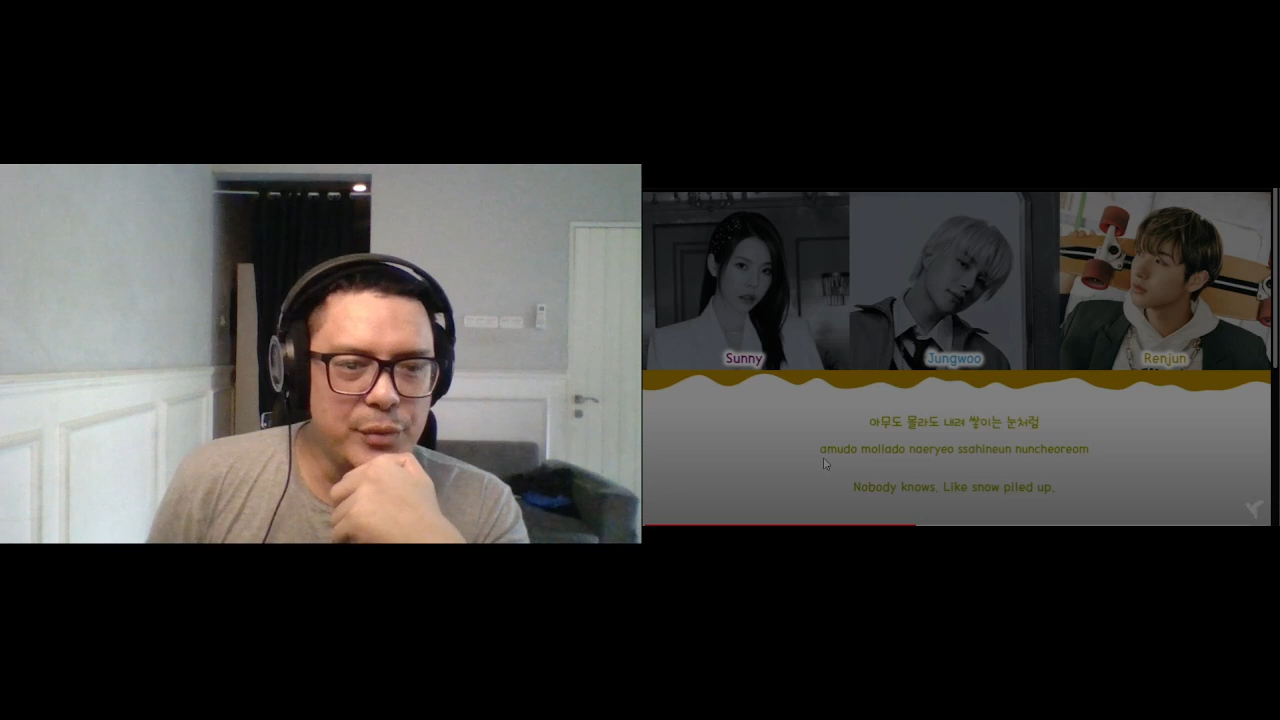 Sunny
Jungwoo
Renjun
아무도 몰라도 내려 쌓이는 눈처럼
amudo mollado naeryeo ssahineun nuncheoreom
Nobody knows. Like snow piled up.